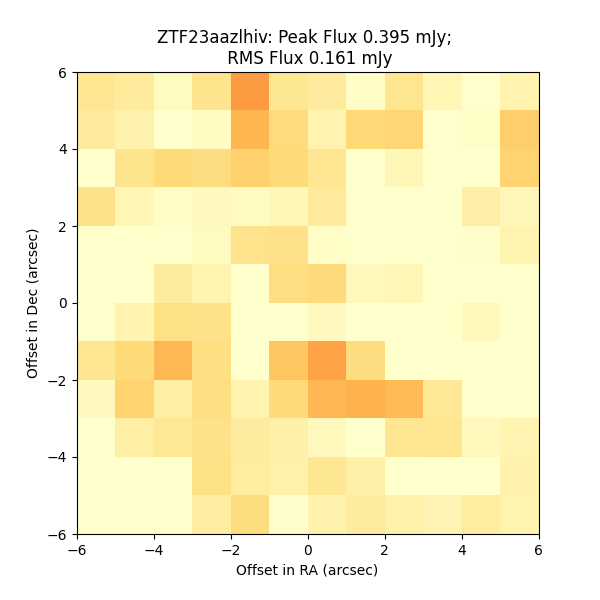 ZTF23aazlhiv: Peak Flux 0.395 mJy;
RMS Flux 0.161 mJy
6
4
2
0
−2
−4
−6
Offset in Dec (arcsec)
−6 −4 −2 0 2 4 6
Offset in RA (arcsec)